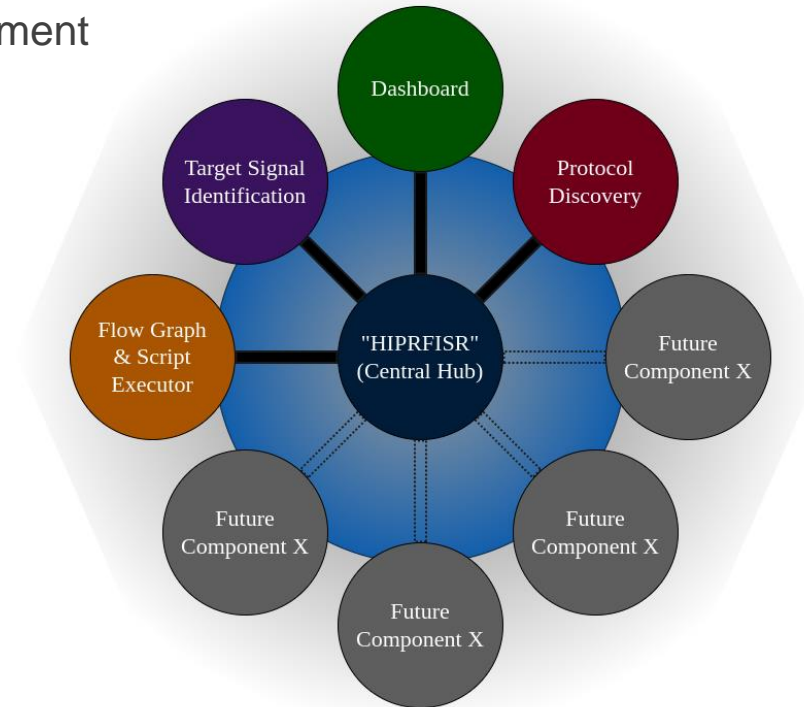 ment
Dashboard
Target Signal
Identification
Protocol
Discovery
Flow Graph
& Script
Executor
"HIPRFISR"
(Central Hub)
Future
Component X
Future
Component X
Future
Component X
Future
Component X